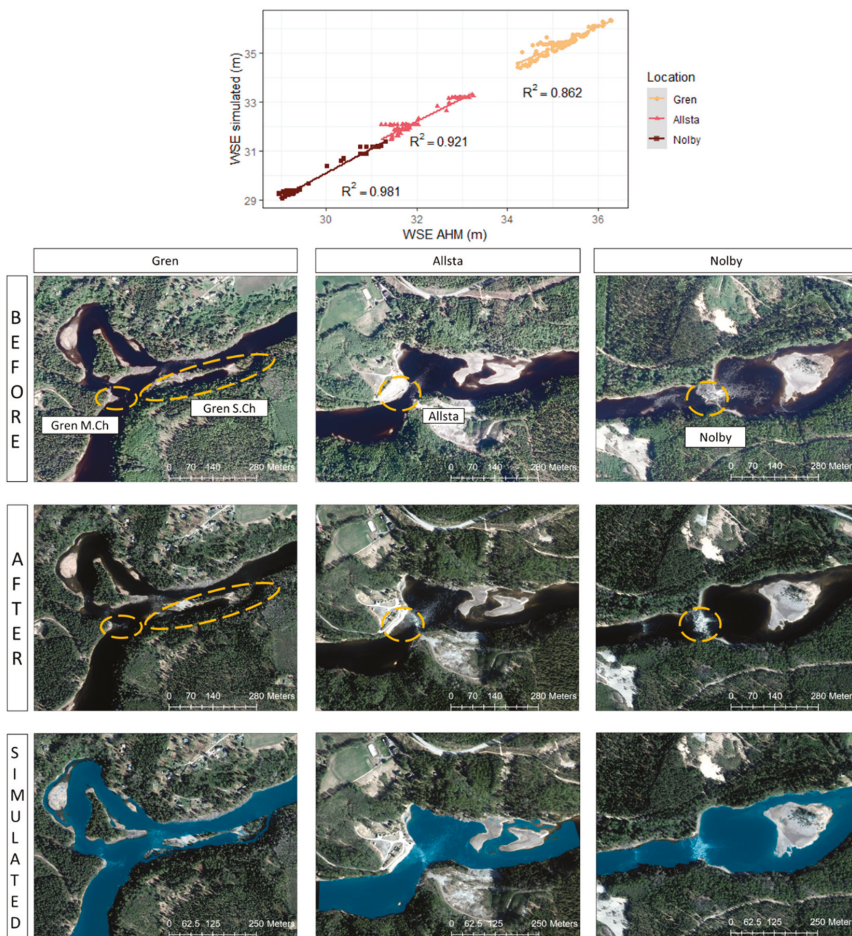 35
33
31
29
WSE simulated (m)
R² = 0.862
R² = 0.921
R² = 0.981
30
32
34
36
WSE AHM (m)
Location
Gren
Allsta
Nolby
Gren
Allsta
Nolby
BEFORE
Gren M.Ch
Gren S.Ch
0 70 140 280 Meters
Allsta
0 70 140 280 Meters
Nolby
0 70 140 280 Meters
AFTER
0 70 140 280 Meters
0 70 140 280 Meters
0 70 140 280 Meters
SIMULATED
0 62.5 125 250 Meters
0 62.5 125 250 Meters
0 62.5 125 250 Meters